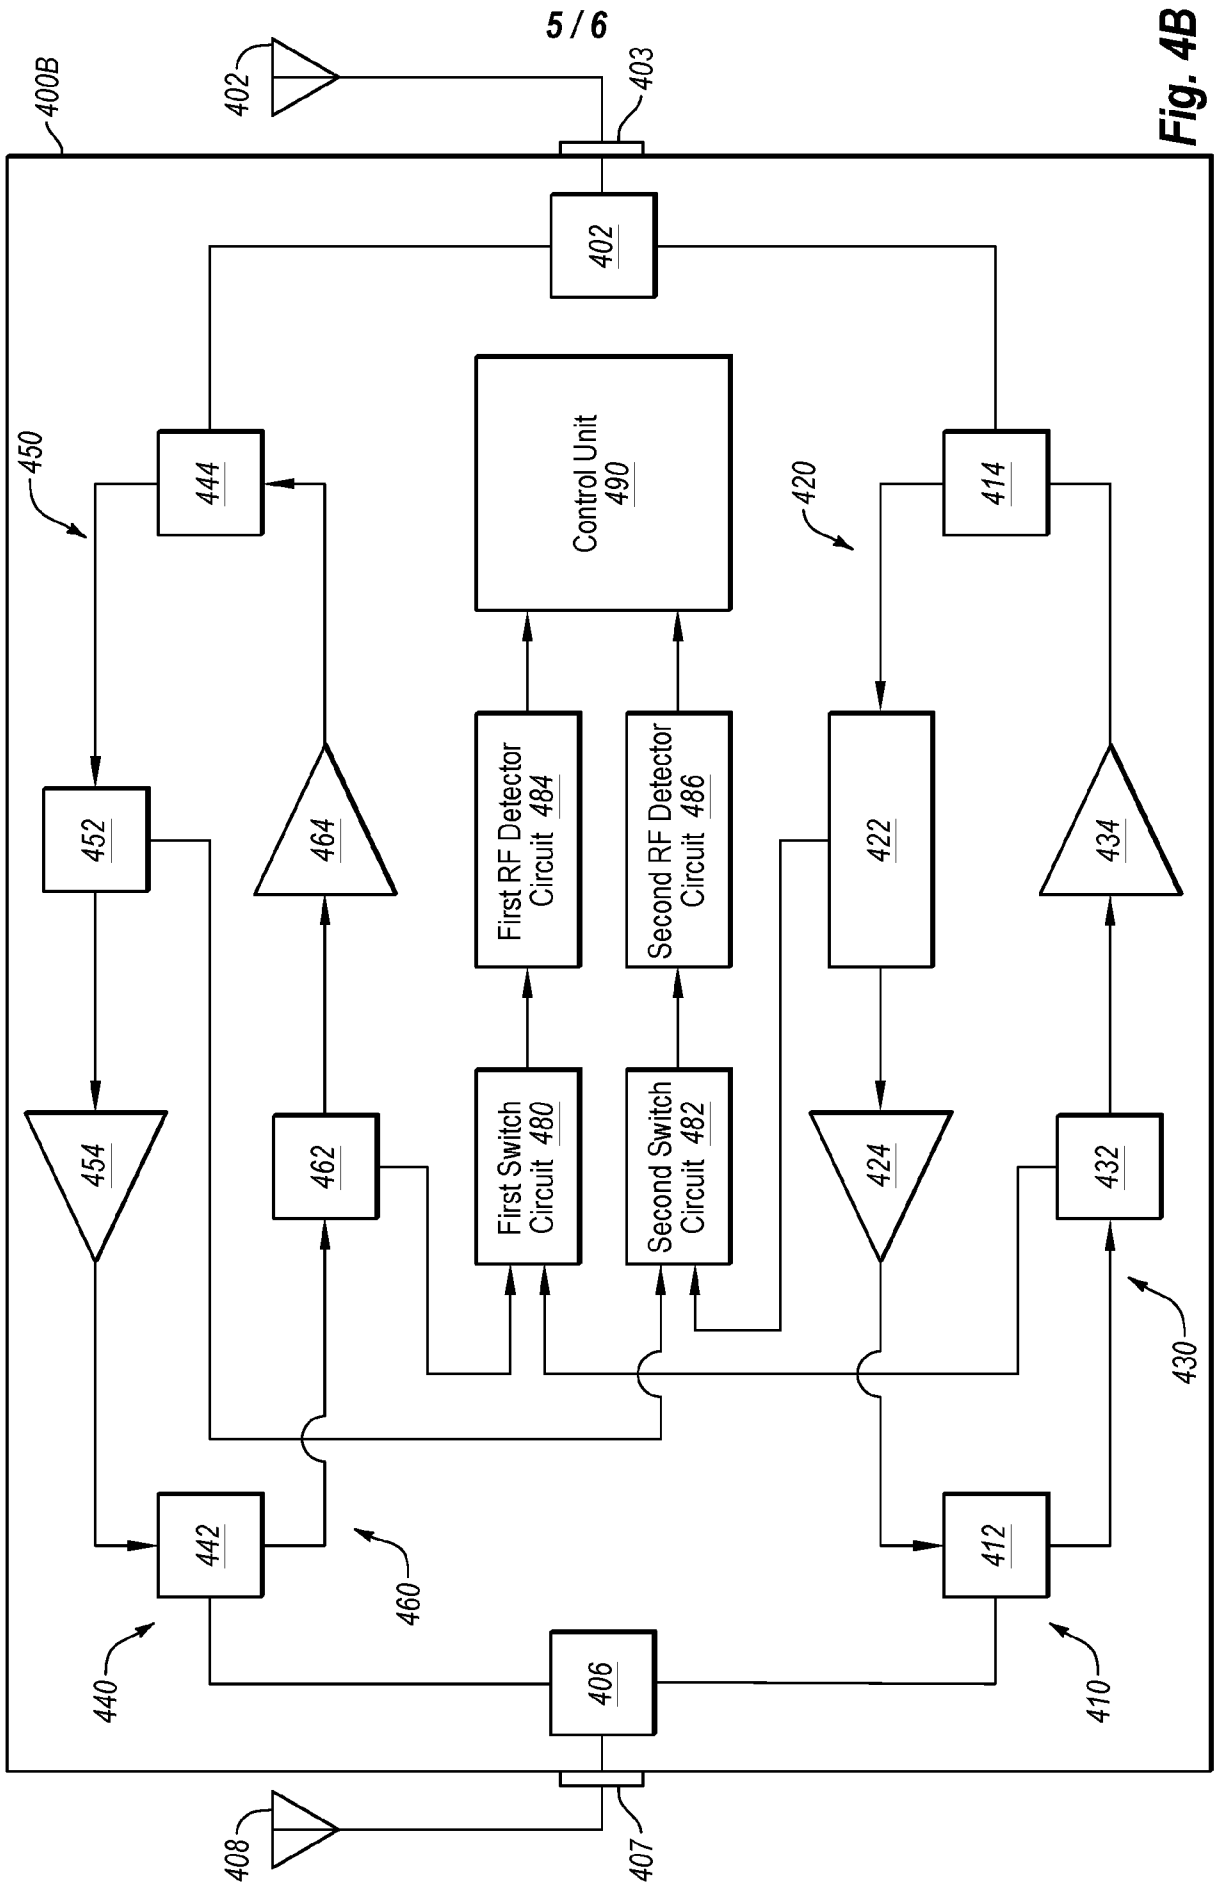 5 / 6
400B
402
403
402
450
444
452
464
454
462
442
440
460
Control Unit
490
First RF Detector
Circuit 484
Second RF Detector
Circuit 486
First Switch
Circuit 480
Second Switch
Circuit 482
406
408
407
420
414
422
434
424
432
430
412
410
Fig. 4B